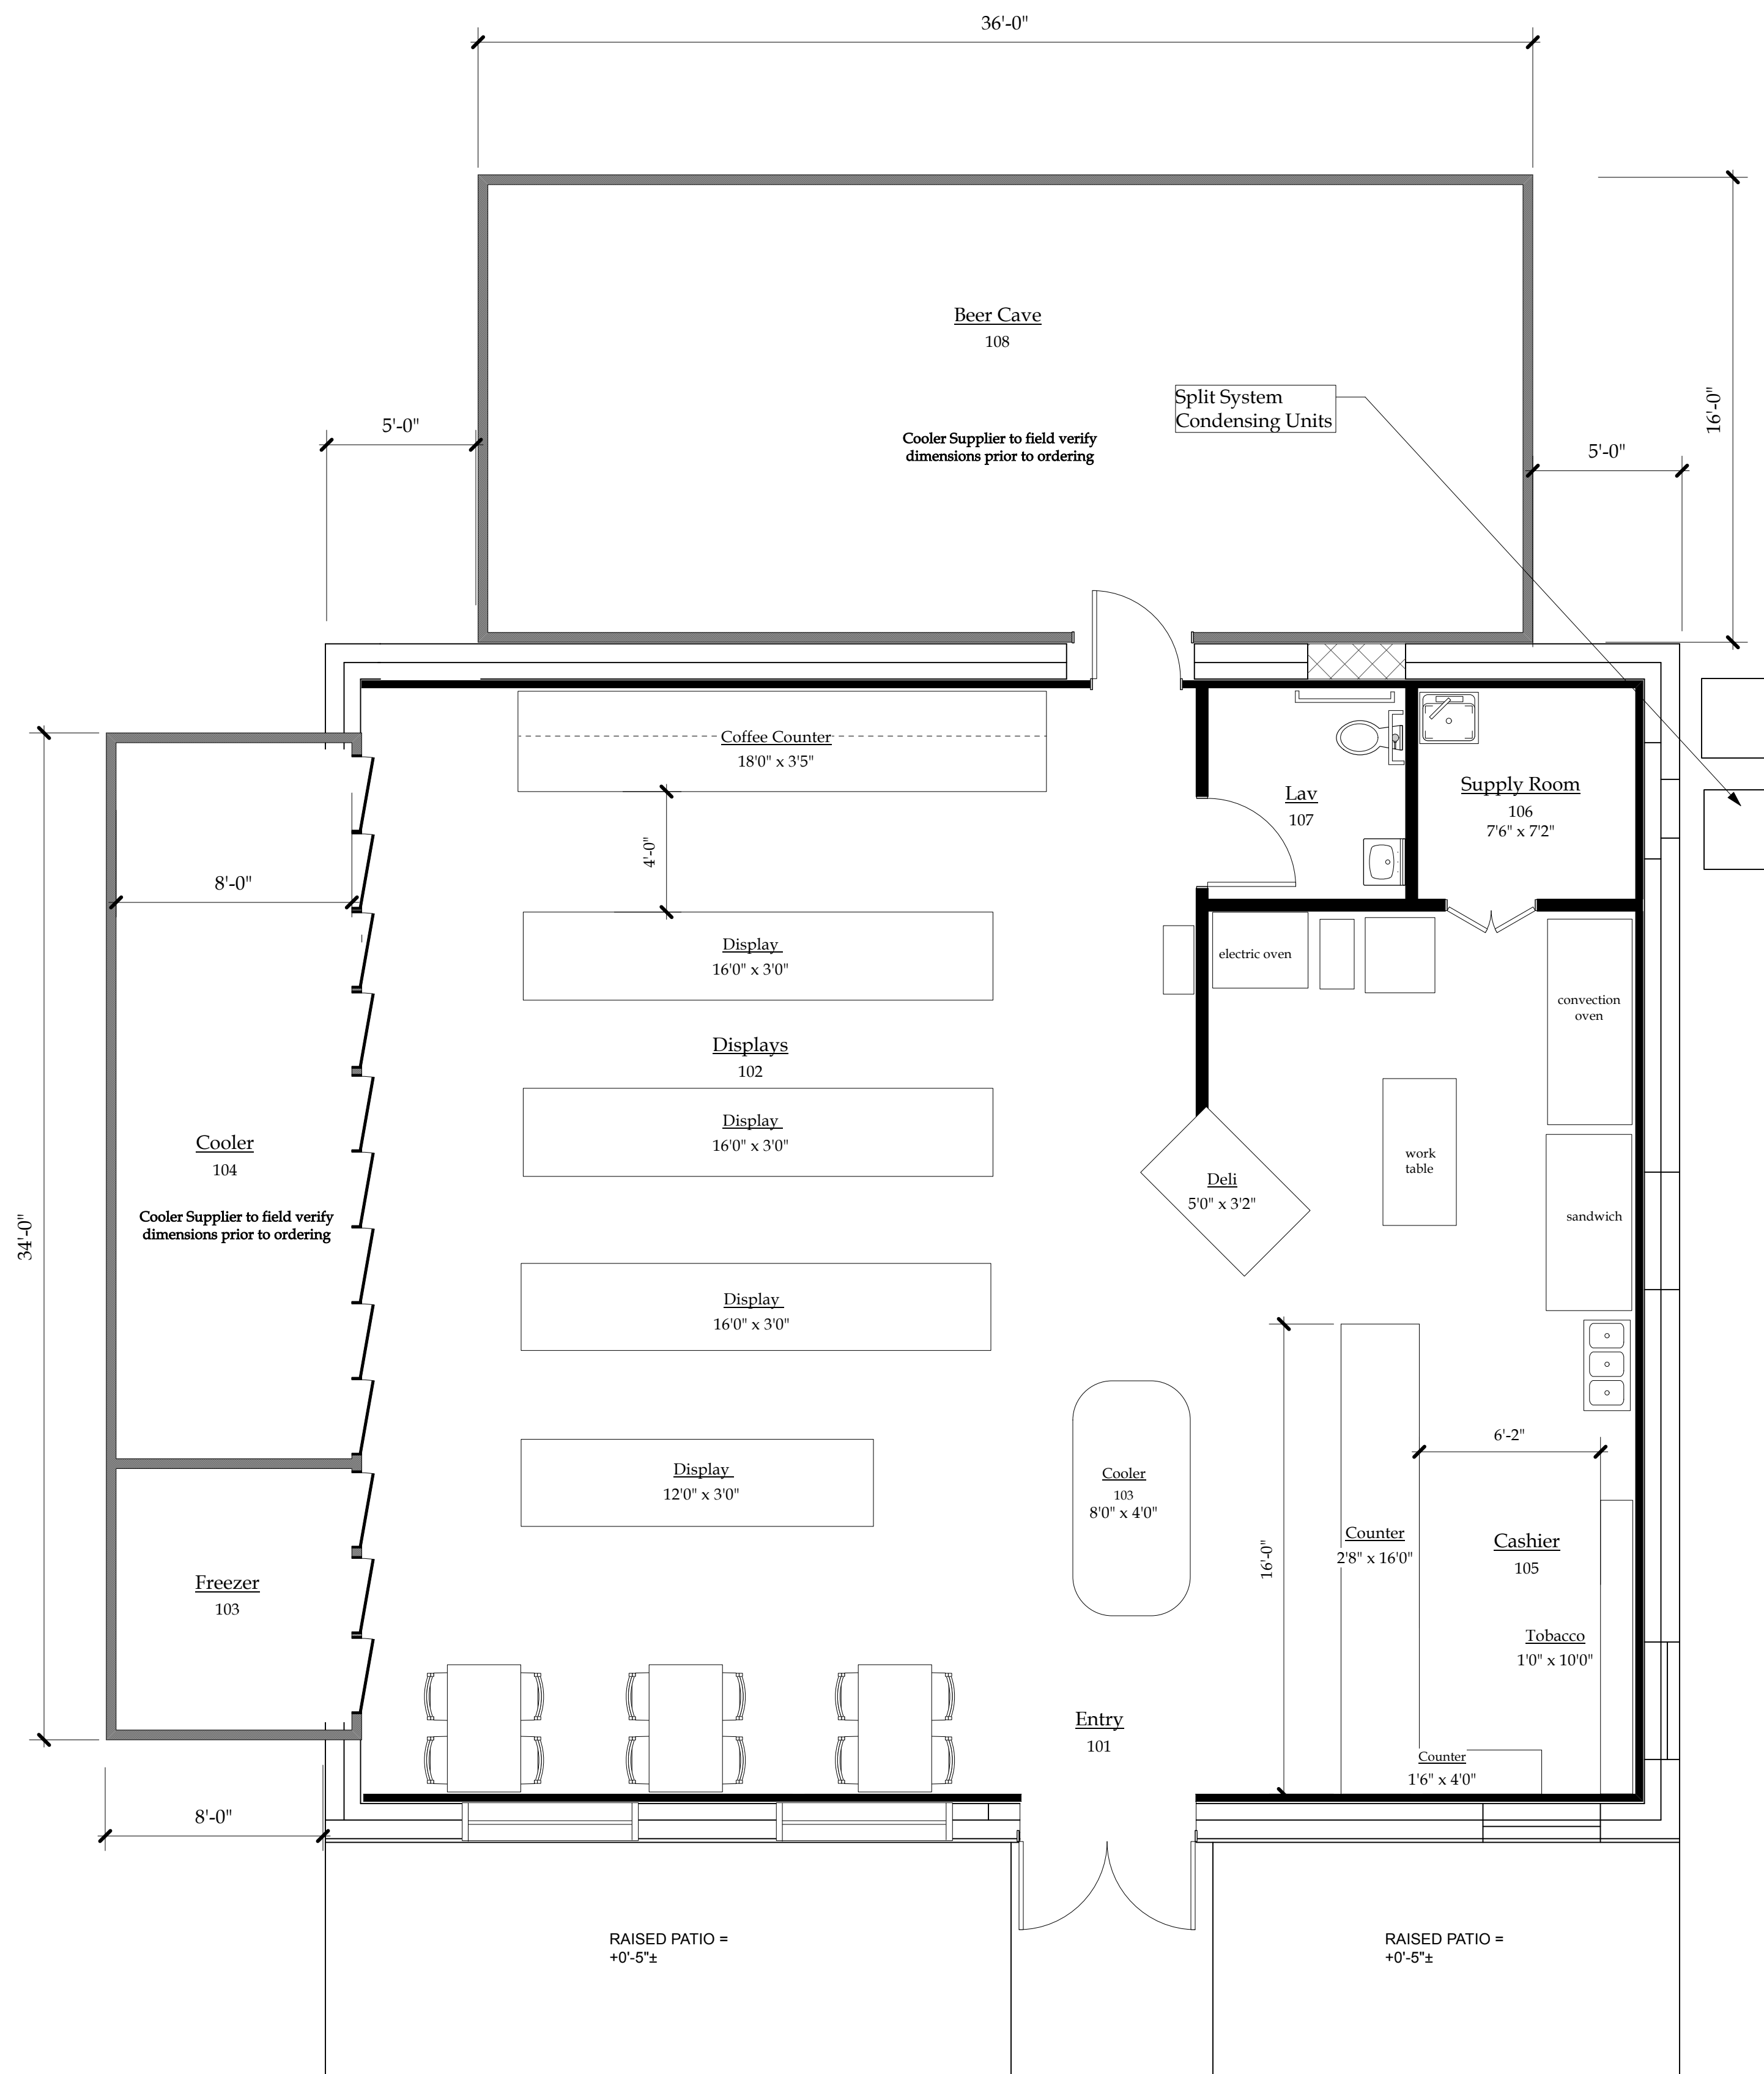 36'-0"
Beer Cave
108
Split System
Condensing Units
16'-0"
5'-0"
Cooler Supplier to field verify
dimensions prior to ordering
5'-0"
Coffee Counter
18'0" x 3'5"
Lav
107
Supply Room
106
7'6" x 7'2"
4'-0"
8'-0"
Display
16'0" x 3'0"
electric oven
convection
oven
Displays
102
Display
16'0" x 3'0"
Cooler
104
Cooler Supplier to field verify
dimensions prior to ordering
34'-0"
work
table
Deli
5'0" x 3'2"
sandwich
Display
16'0" x 3'0"
6'-2"
Display
12'0" x 3'0"
Cooler
103
8'0" x 4'0"
16'-0"
Counter
2'8" x 16'0"
Cashier
105
Freezer
103
Tobacco
1'0" x 10'0"
Entry
101
Counter
1'6" x 4'0"
8'-0"
RAISED PATIO =
+0'-5"±
RAISED PATIO =
+0'-5"±